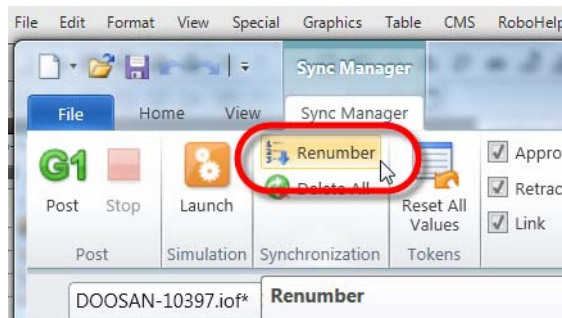 File Edit Format View Special Graphics Table CMS RoboHelp
Sync Manager
File Home View Sync Manager
G1 Renumber Appro
Delete All Retrac
Post Stop Launch Reset All Values Link
Post Simulation Synchronization Tokens
DOOSAN-10397.iof* Renumber